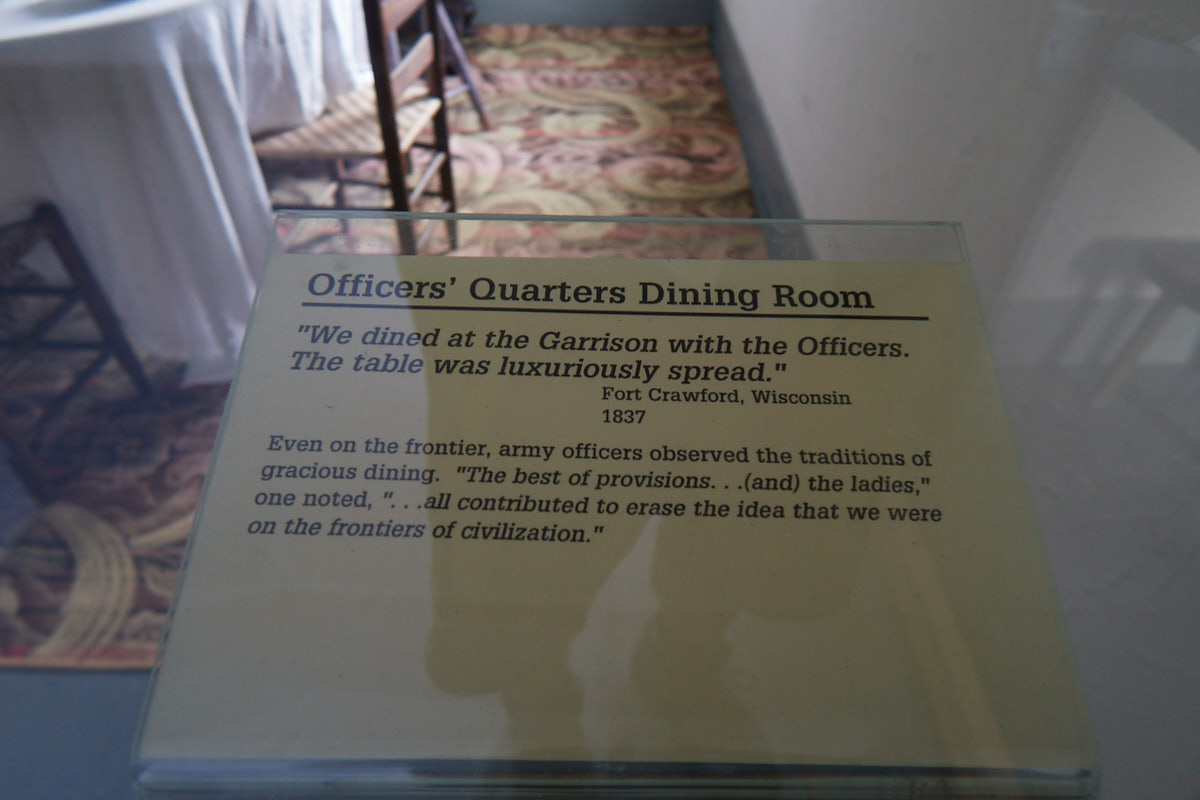 Officers’ Quarters Dining Room
"We dined at the Garrison with the Officers.
The table was luxuriously spread."
Fort Crawford, Wisconsin
1837
Even on the frontier, army officers observed the traditions of
gracious dining. "The best of provisions. . .(and) the ladies,"
one noted, ". . .all contributed to erase the idea that we were
on the frontiers of civilization."